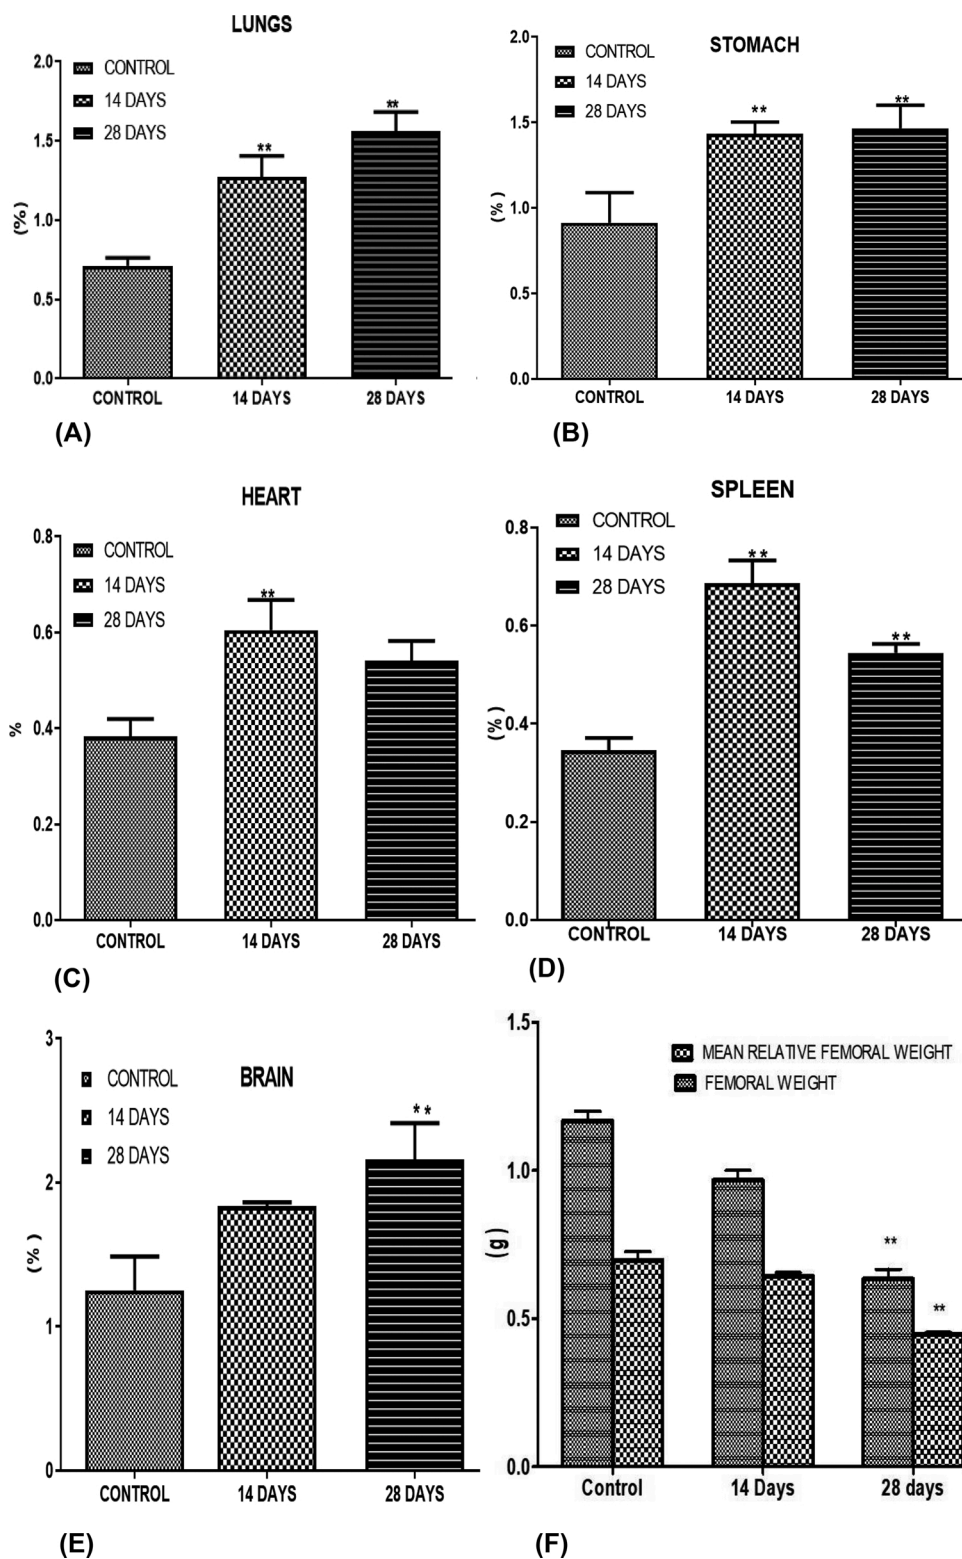 LUNGS
2.0
CONTROL
14 DAYS
28 DAYS
**
**
1.5
1.0
0.5
0.0
(%)
CONTROL
14 DAYS
28 DAYS
(A)
STOMACH
2.0
CONTROL
14 DAYS
28 DAYS
**
**
1.5
1.0
0.5
0.0
(%)
CONTROL
14 DAYS
28 DAYS
(B)
HEART
0.8
CONTROL
14 DAYS
28 DAYS
**
0.6
0.4
0.2
0.0
%
CONTROL
14 DAYS
28 DAYS
(C)
SPLEEN
0.8
CONTROL
14 DAYS
28 DAYS
**
**
0.6
0.4
0.2
0.0
(%)
CONTROL
14 DAYS
28 DAYS
(D)
3
BRAIN
CONTROL
14 DAYS
28 DAYS
**
2
1
0
(%)
CONTROL
14 DAYS
28 DAYS
(E)
1.5
MEAN RELATIVE FEMORAL WEIGHT
FEMORAL WEIGHT
1.0
0.5
0.0
(g)
**
**
Control
14 Days
28 days
(F)